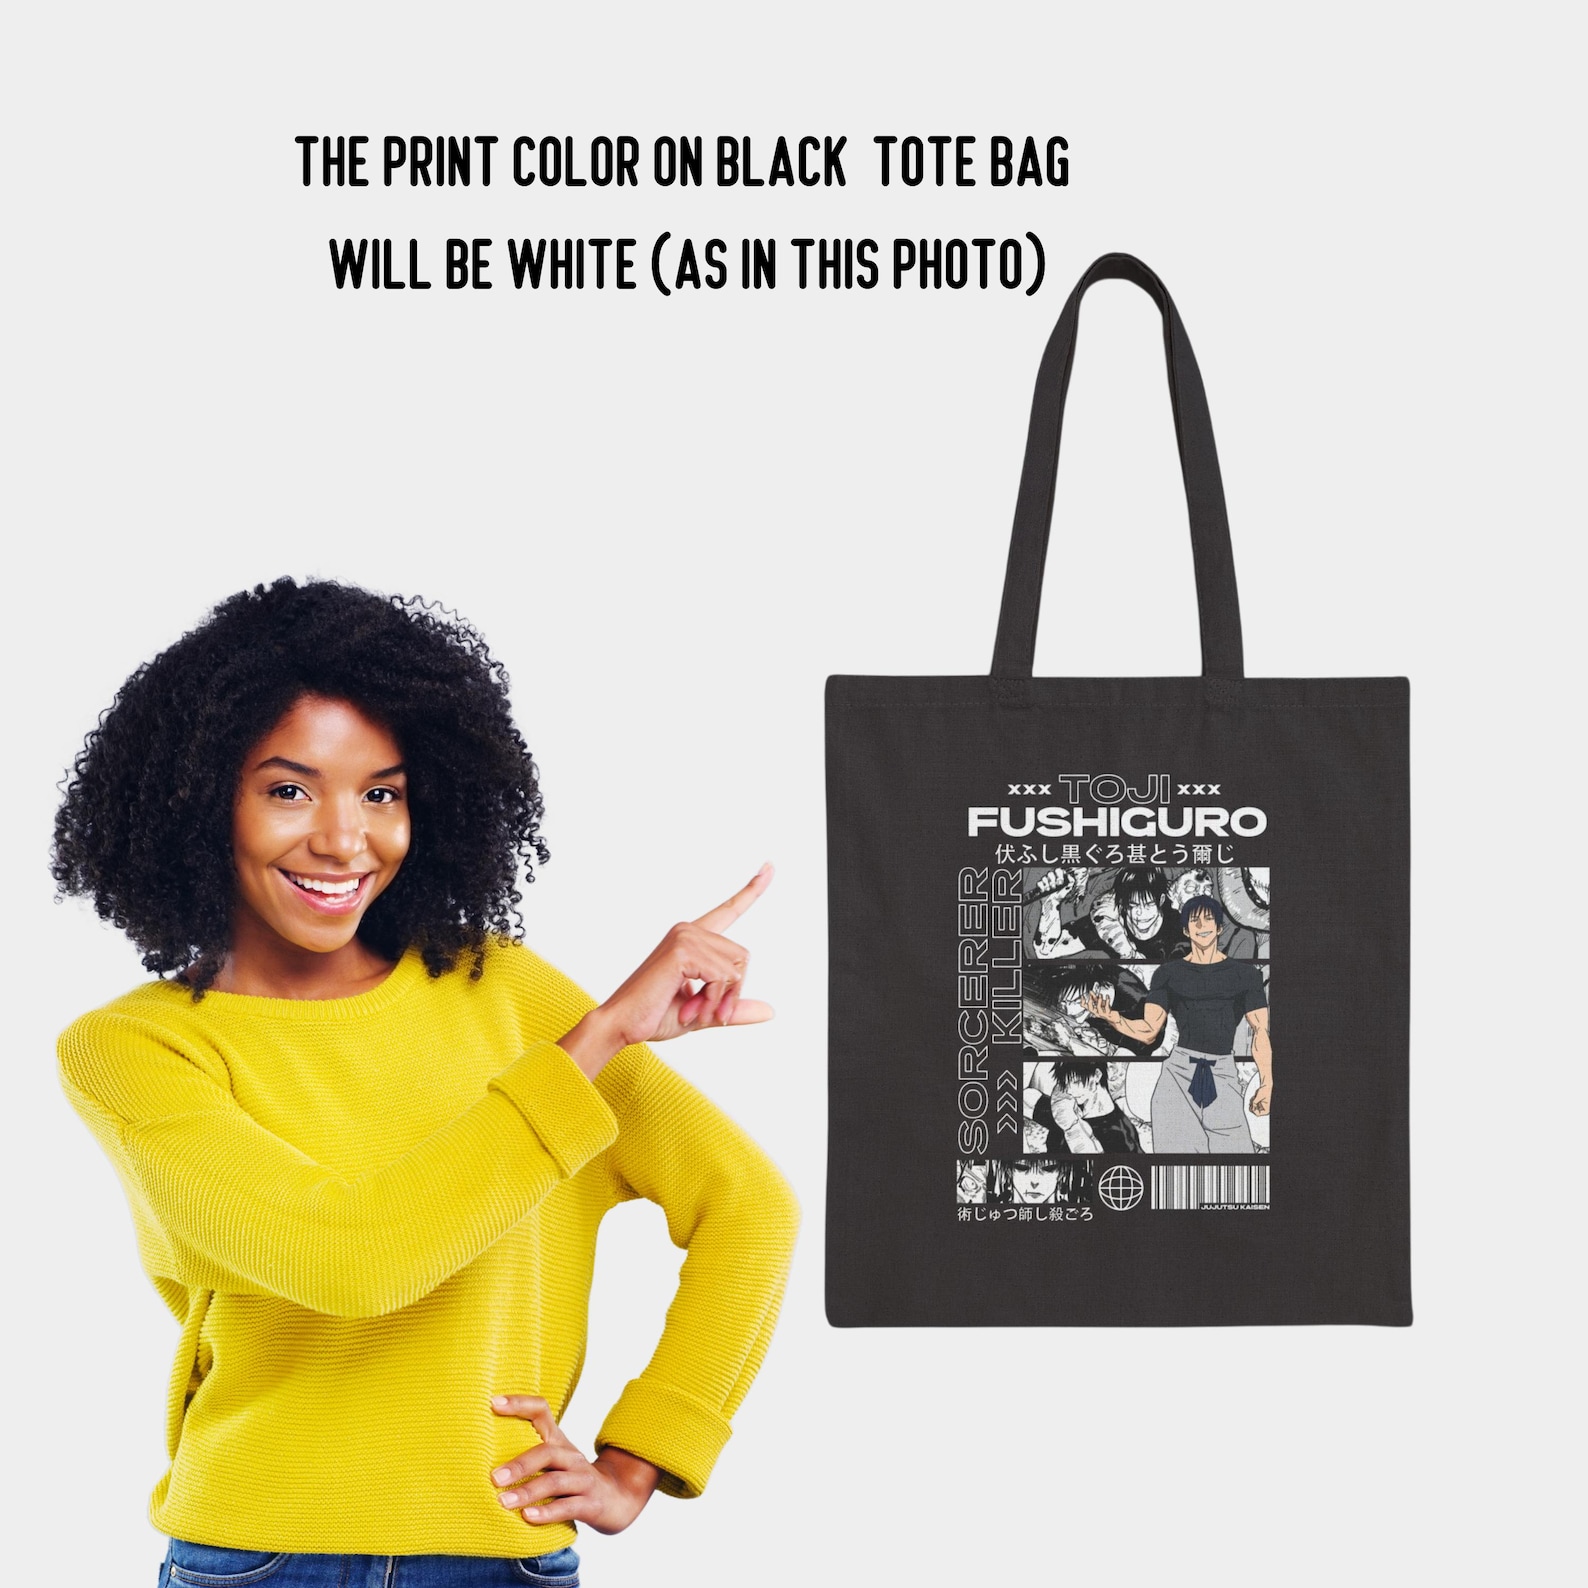 THE PRINT COLOR ON BLACK TOTE BAG
WILL BE WHITE (AS IN THIS PHOTO)
xxx TOJI xxx
FUSHIGURO
伏ふし黒ぐろ甚とう爾じ
SORCERER
>>> KILLER
術じゅつ師し殺ごろ
JUJUTSU KAISEN